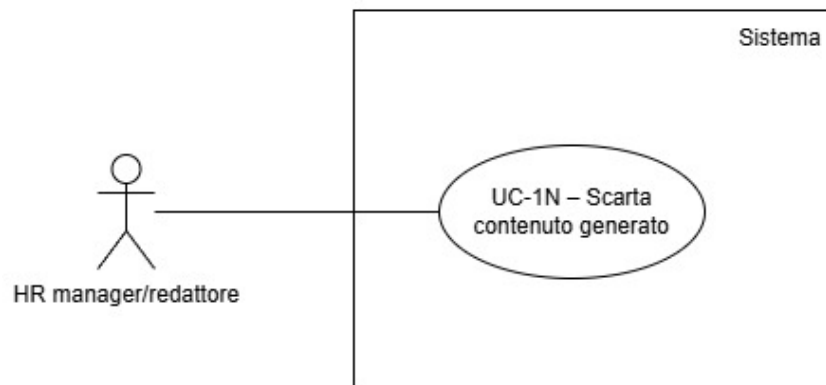 Sistema
UC-1N – Scarta
contenuto generato
HR manager/redattore